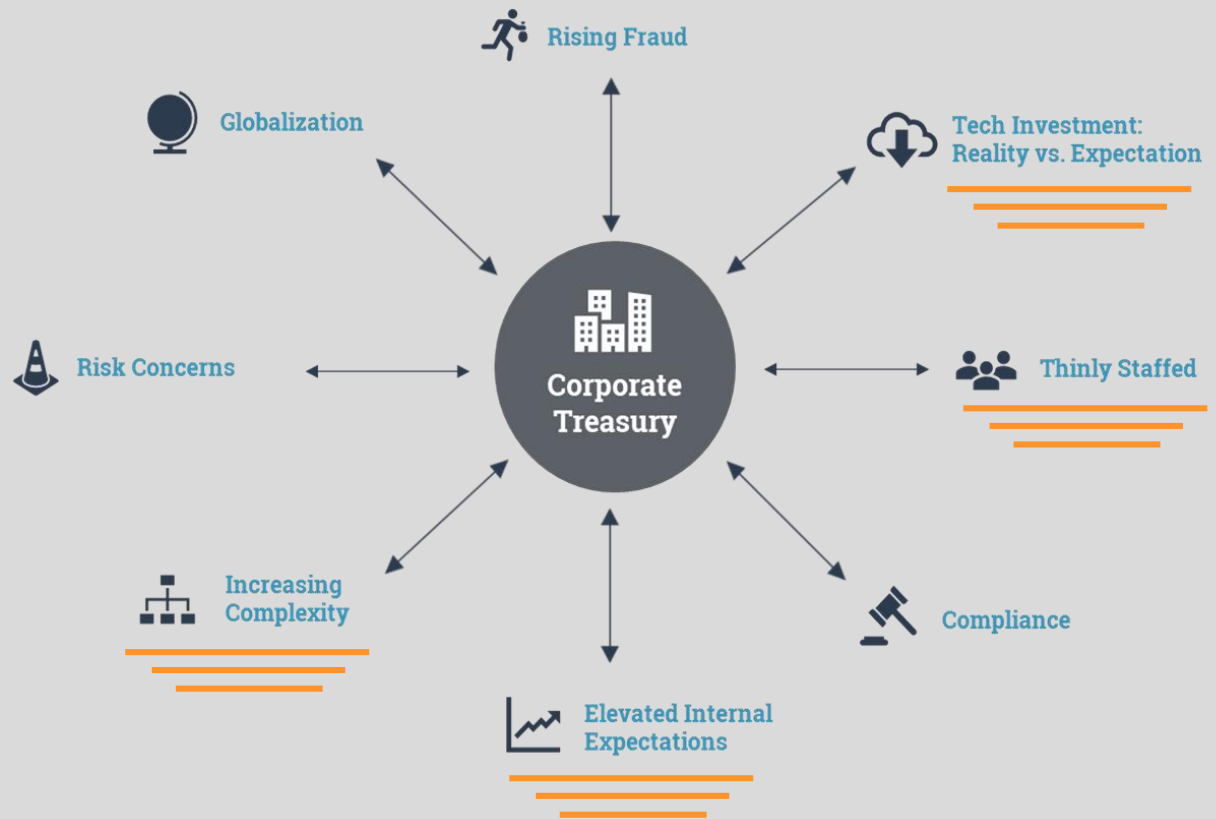 Rising Fraud
Globalization
Tech Investment:
Reality vs. Expectation
Corporate
Treasury
Risk Concerns
Thinly Staffed
Increasing
Complexity
Compliance
Elevated Internal
Expectations